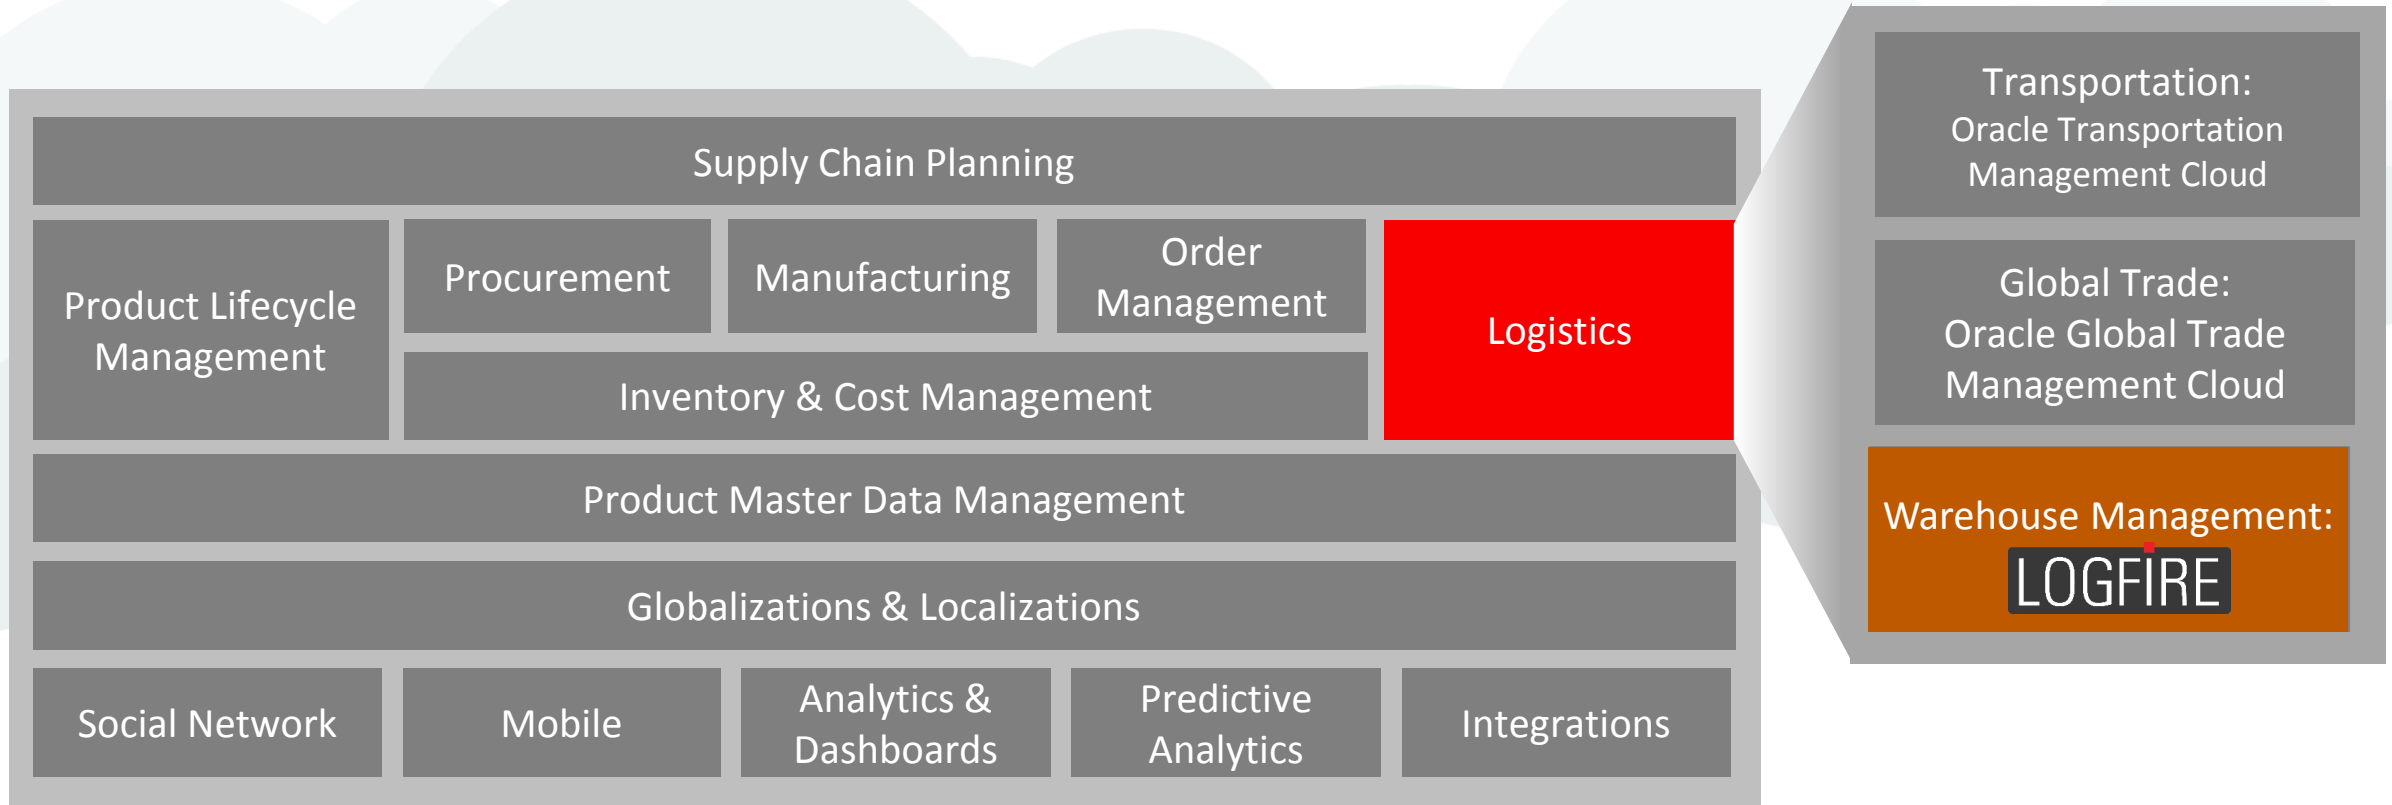 Supply Chain Planning
Product Lifecycle
Management
Procurement
Manufacturing
Order
Management
Inventory & Cost Management
Logistics
Product Master Data Management
Globalizations & Localizations
Social Network
Mobile
Analytics &
Dashboards
Predictive
Analytics
Integrations
Transportation:
Oracle Transportation
Management Cloud
Global Trade:
Oracle Global Trade
Management Cloud
Warehouse Management:
LOGFIRE